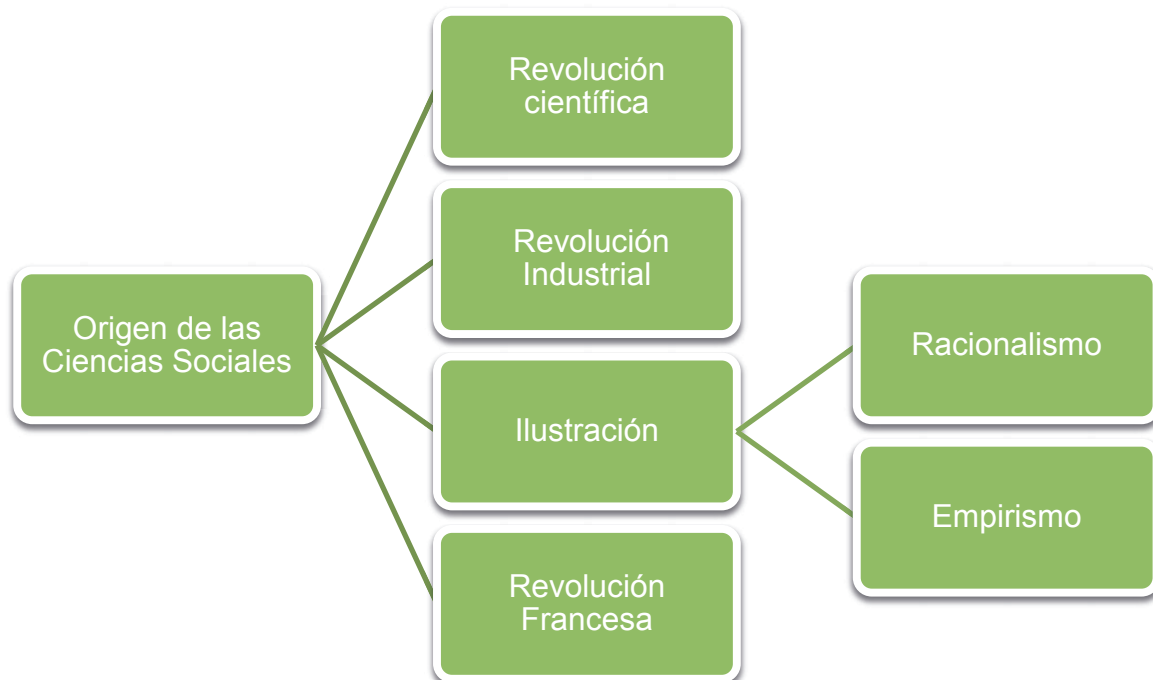 Revolución
científica
Revolución
Industrial
Origen de las
Ciencias Sociales
Ilustración
Revolución
Francesa
Racionalismo
Empirismo